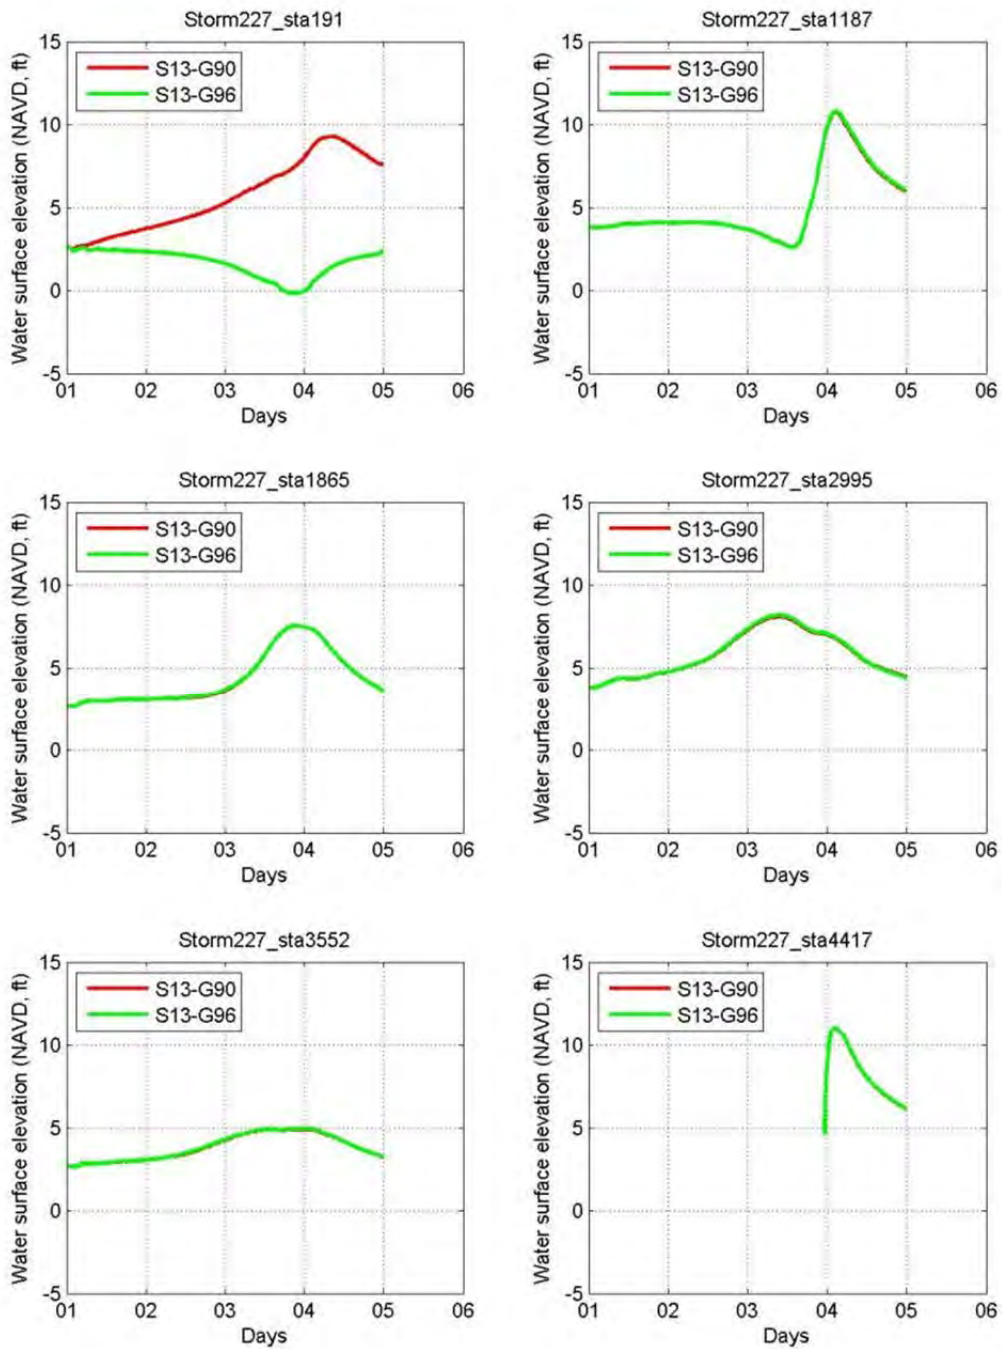 Storm227_sta191
Water surface elevation (NAVD, ft)
15
10
5
0
-5
S13-G90
S13-G96
01 02 03 04 05 06
Days
Storm227_sta1187
Water surface elevation (NAVD, ft)
15
10
5
0
-5
S13-G90
S13-G96
01 02 03 04 05 06
Days
Storm227_sta1865
Water surface elevation (NAVD, ft)
15
10
5
0
-5
S13-G90
S13-G96
01 02 03 04 05 06
Days
Storm227_sta2995
Water surface elevation (NAVD, ft)
15
10
5
0
-5
S13-G90
S13-G96
01 02 03 04 05 06
Days
Storm227_sta3552
Water surface elevation (NAVD, ft)
15
10
5
0
-5
S13-G90
S13-G96
01 02 03 04 05 06
Days
Storm227_sta4417
Water surface elevation (NAVD, ft)
15
10
5
0
-5
S13-G90
S13-G96
01 02 03 04 05 06
Days